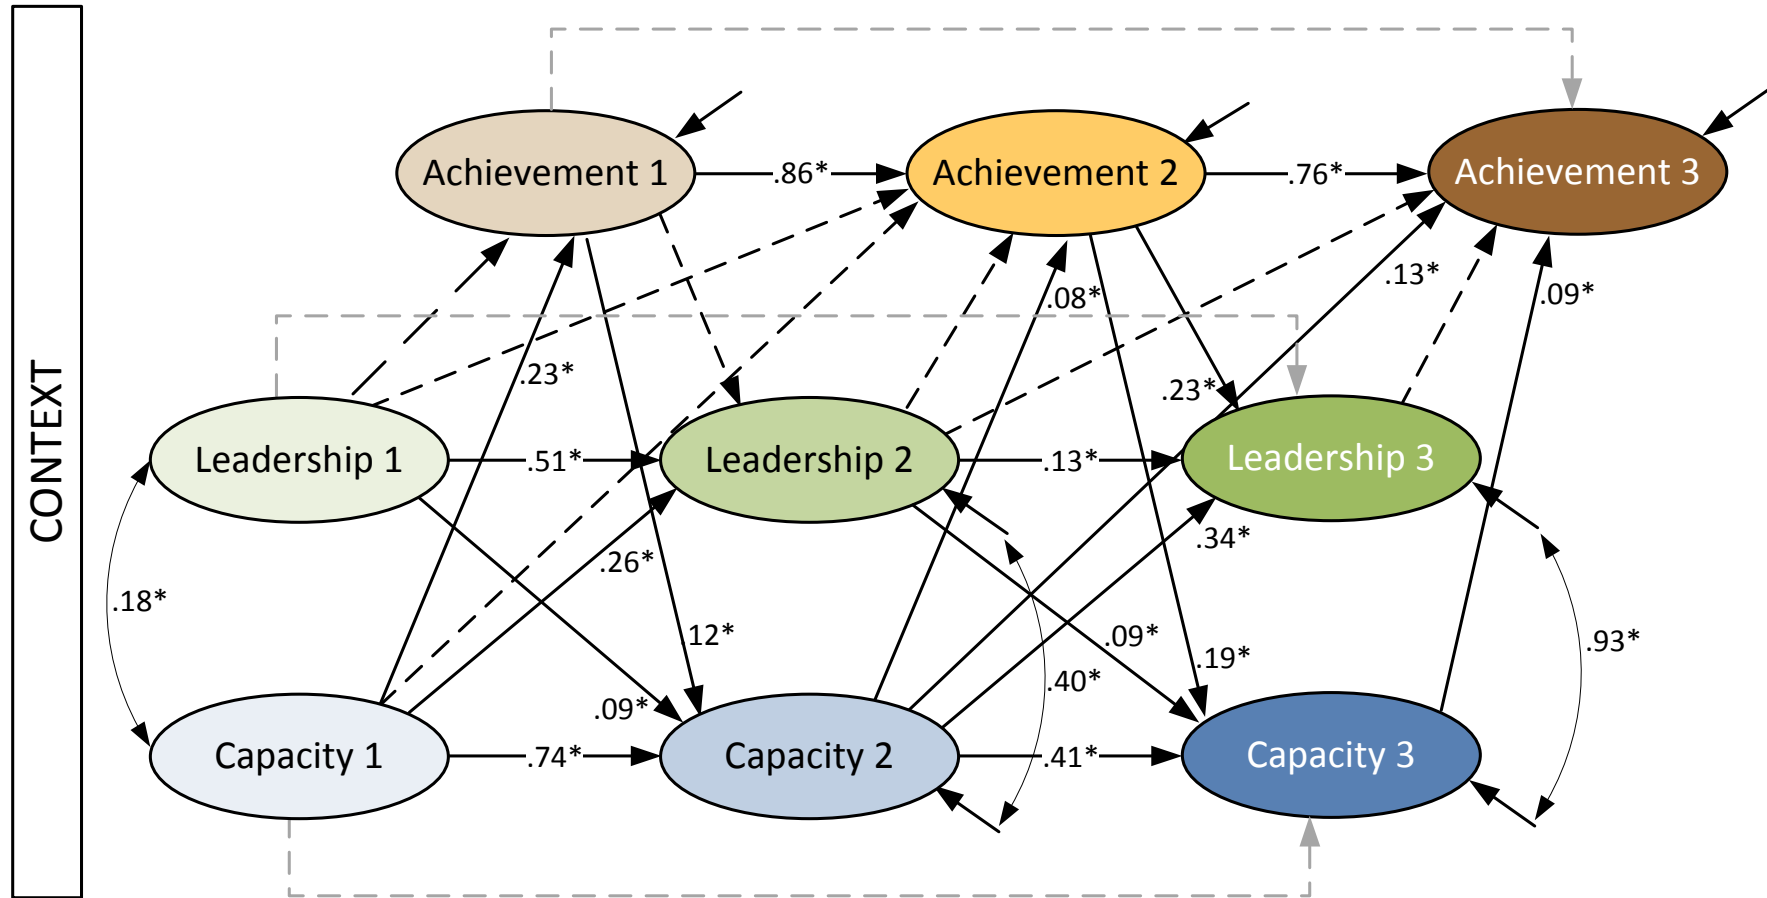 CONTEXT
Achievement 1
.86*
Achievement 2
.76*
Achievement 3
.08*
.13*
.09*
.23*
.23*
Leadership 1
.51*
Leadership 2
.13*
Leadership 3
.26*
.34*
.18*
.12*
.09*
.19*
.40*
.93*
.09*
Capacity 1
.74*
Capacity 2
.41*
Capacity 3